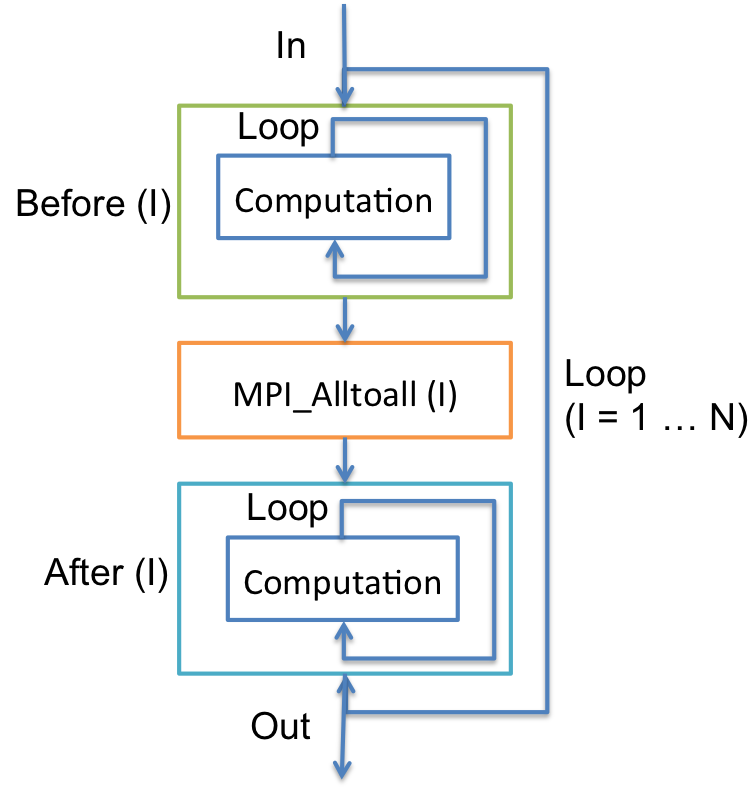 In
Loop
Before (I)
Computation
MPI_Alltoall (I)
Loop
(I = 1 … N)
Loop
After (I)
Computation
Out